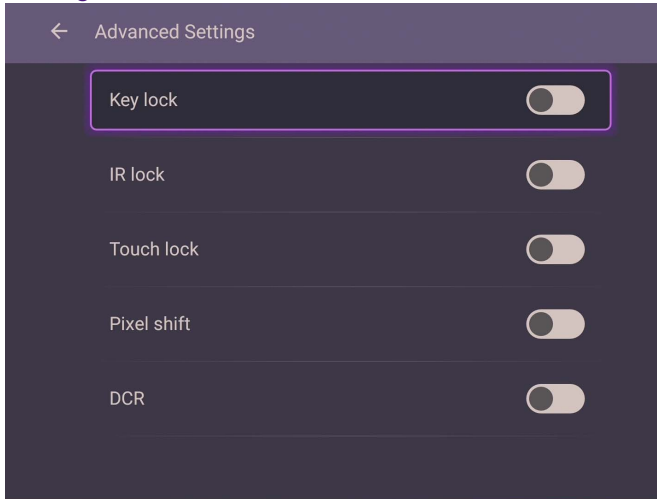 Advanced Settings
Key lock
IR lock
Touch lock
Pixel shift
DCR